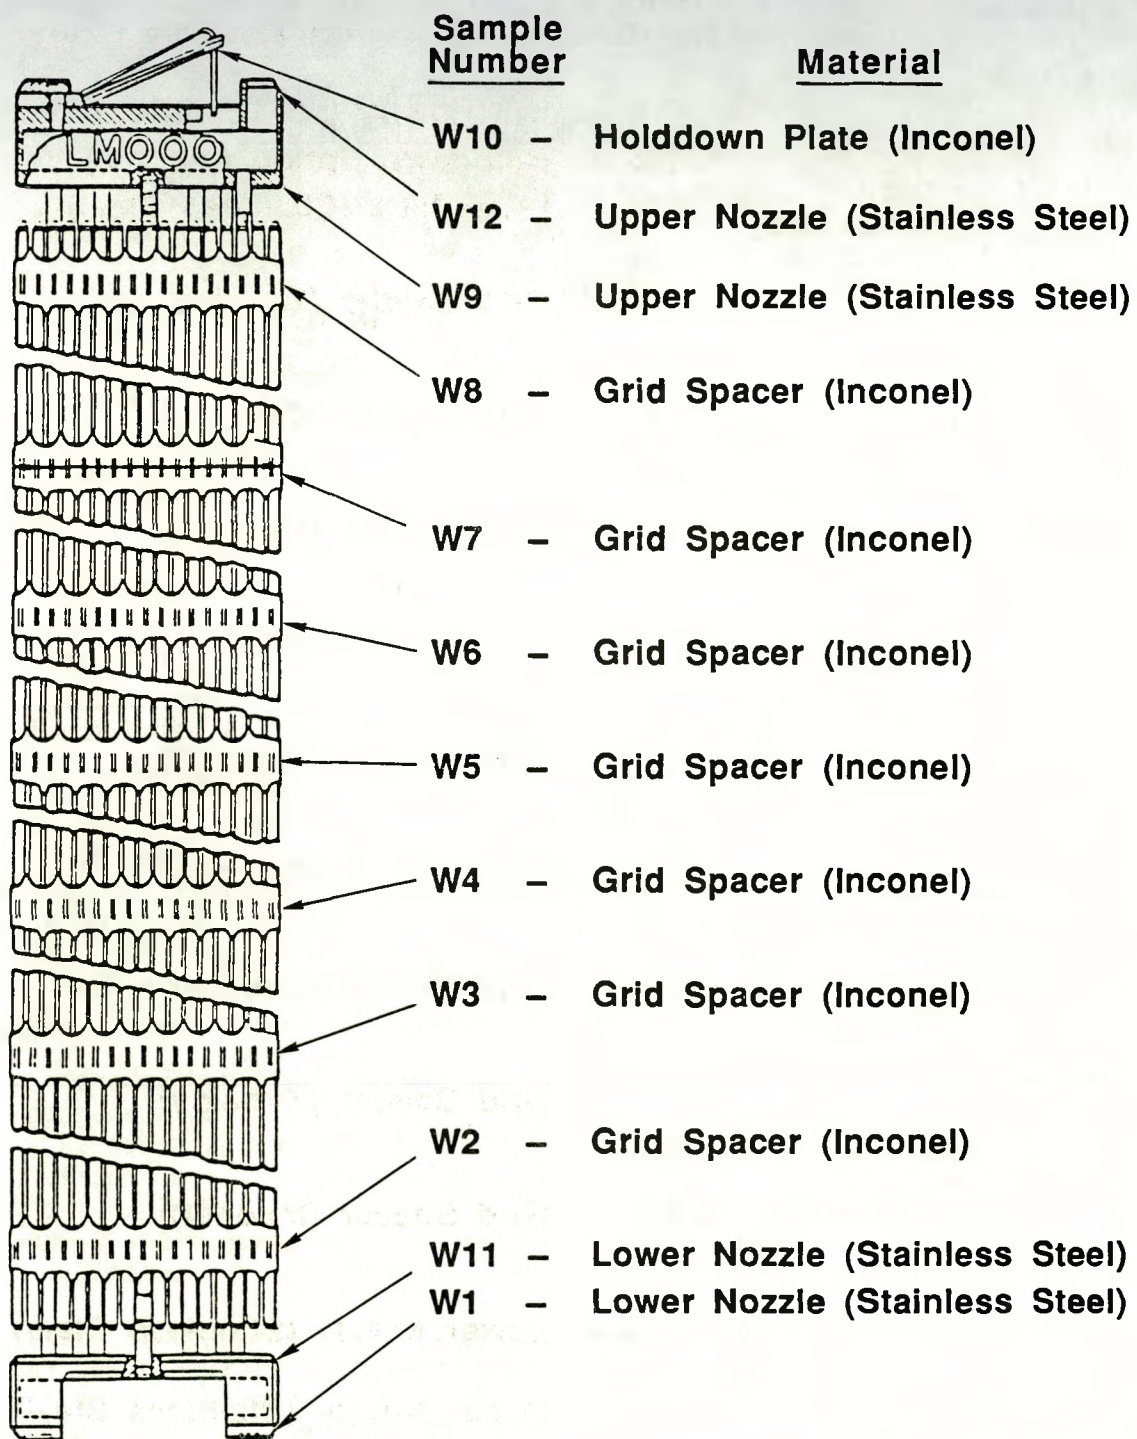 Sample
Number Material
LM000
W10 – Holddown Plate (Inconel)
W12 – Upper Nozzle (Stainless Steel)
W9 – Upper Nozzle (Stainless Steel)
W8 – Grid Spacer (Inconel)
W7 – Grid Spacer (Inconel)
W6 – Grid Spacer (Inconel)
W5 – Grid Spacer (Inconel)
W4 – Grid Spacer (Inconel)
W3 – Grid Spacer (Inconel)
W2 – Grid Spacer (Inconel)
W11 – Lower Nozzle (Stainless Steel)
W1 – Lower Nozzle (Stainless Steel)